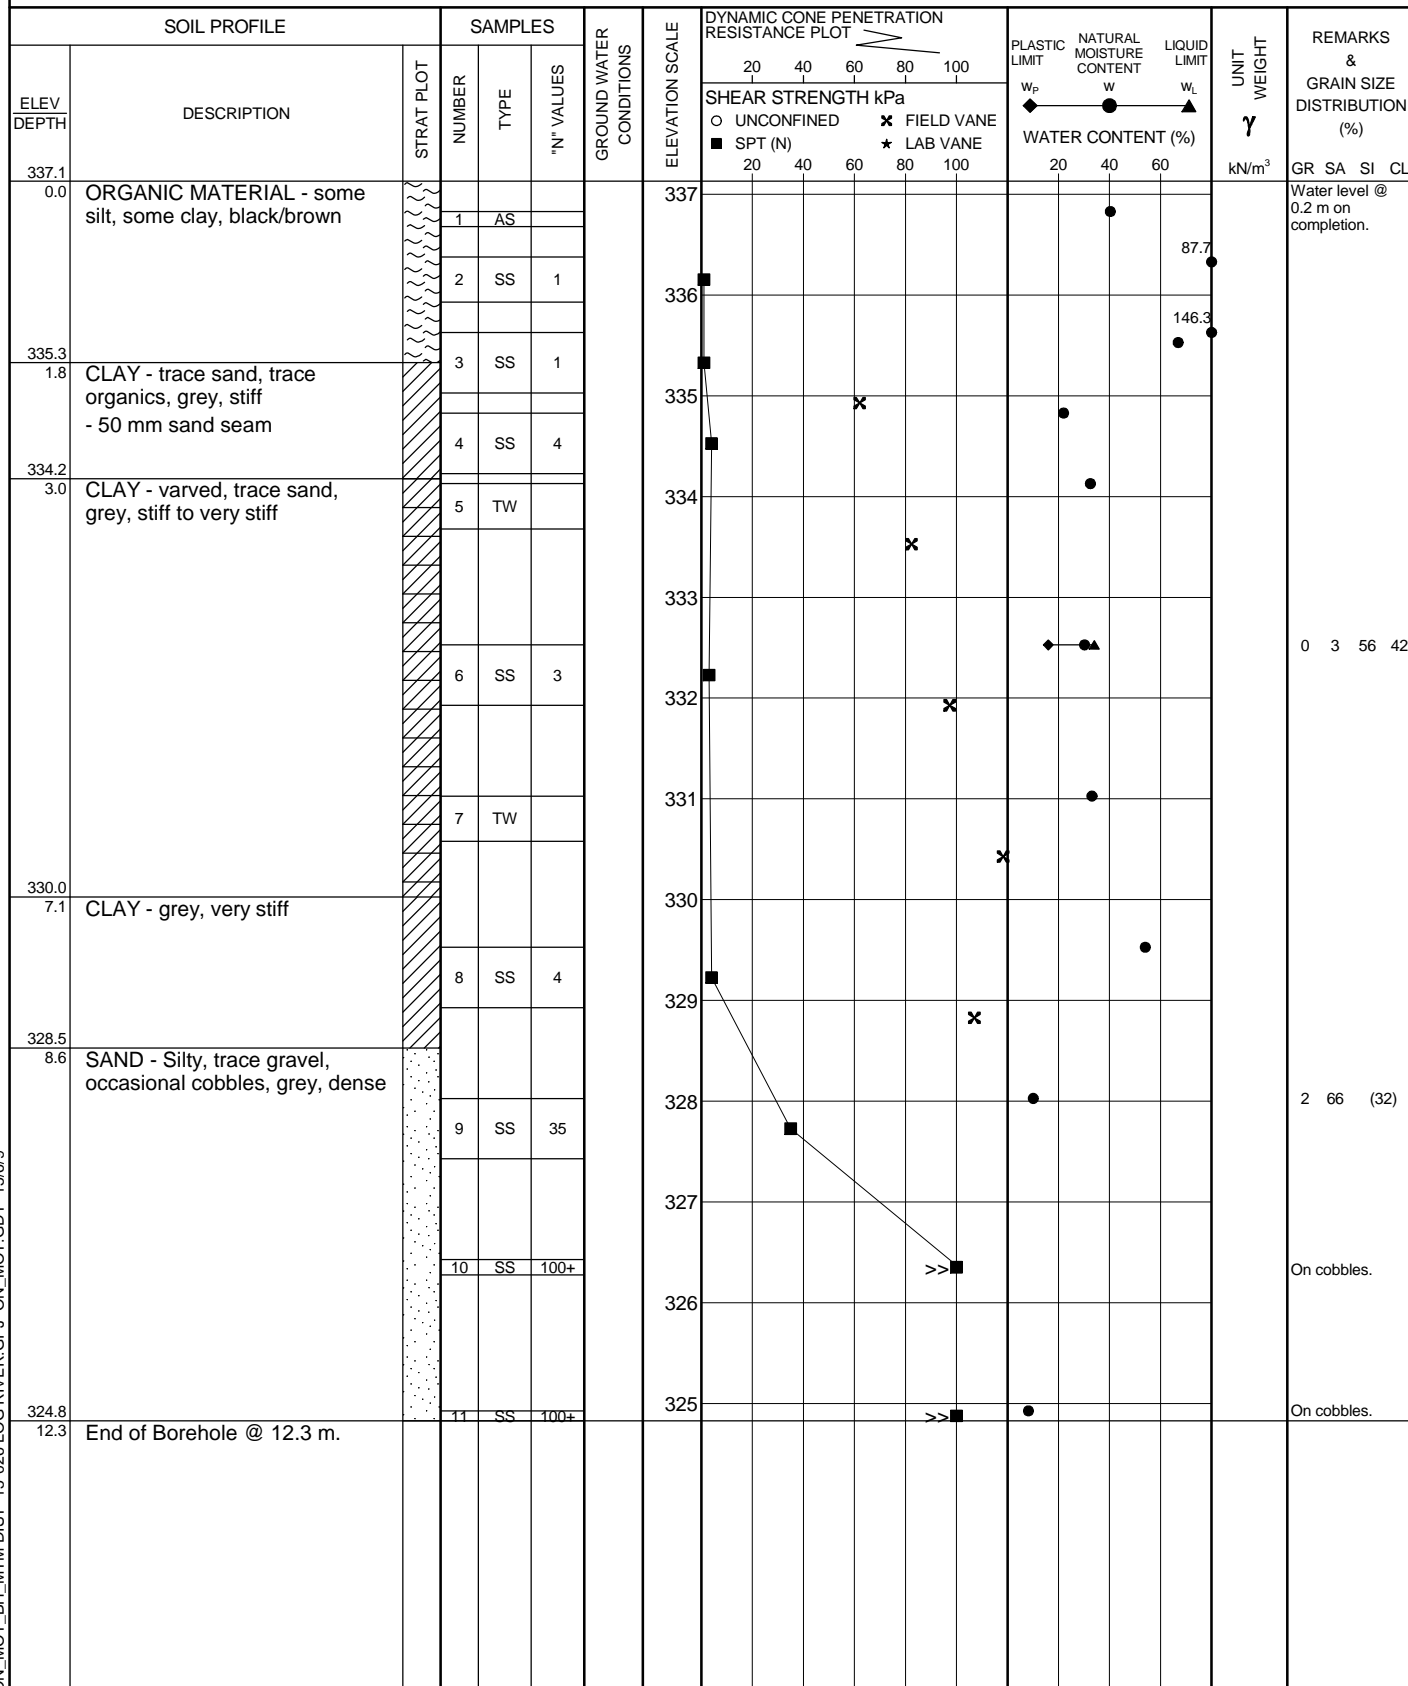 SOIL PROFILE
SAMPLES
ELEV
DEPTH
DESCRIPTION
STRAT PLOT
NUMBER
TYPE
"N" VALUES
GROUND WATER
CONDITIONS
ELEVATION SCALE
DYNAMIC CONE PENETRATION
RESISTANCE PLOT
20 40 60 80 100
SHEAR STRENGTH kPa
UNCONFINED
FIELD VANE
SPT (N)
LAB VANE
20 40 60 80 100
PLASTIC
LIMIT
NATURAL
MOISTURE
CONTENT
LIQUID
LIMIT
wP w wL
WATER CONTENT (%)
20 40 60
UNIT
WEIGHT
γ
kN/m³
REMARKS
&
GRAIN SIZE
DISTRIBUTION
(%)
GR SA SI CL
337.1
0.0
ORGANIC MATERIAL - some
silt, some clay, black/brown
1 AS
337
Water level @
0.2 m on
completion.
87.7
2 SS 1
336
146.3
335.3
1.8
CLAY - trace sand, trace
organics, grey, stiff
- 50 mm sand seam
3 SS 1
335
4 SS 4
334.2
3.0
CLAY - varved, trace sand,
grey, stiff to very stiff
5 TW
334
333
0 3 56 42
6 SS 3
332
331
7 TW
330.0
7.1
CLAY - grey, very stiff
330
8 SS 4
329
328.5
8.6
SAND - Silty, trace gravel,
occasional cobbles, grey, dense
328
2 66 (32)
9 SS 35
327
10 SS 100+
>>
On cobbles.
326
325
324.8
12.3
11 SS 100+
>>
On cobbles.
End of Borehole @ 12.3 m.